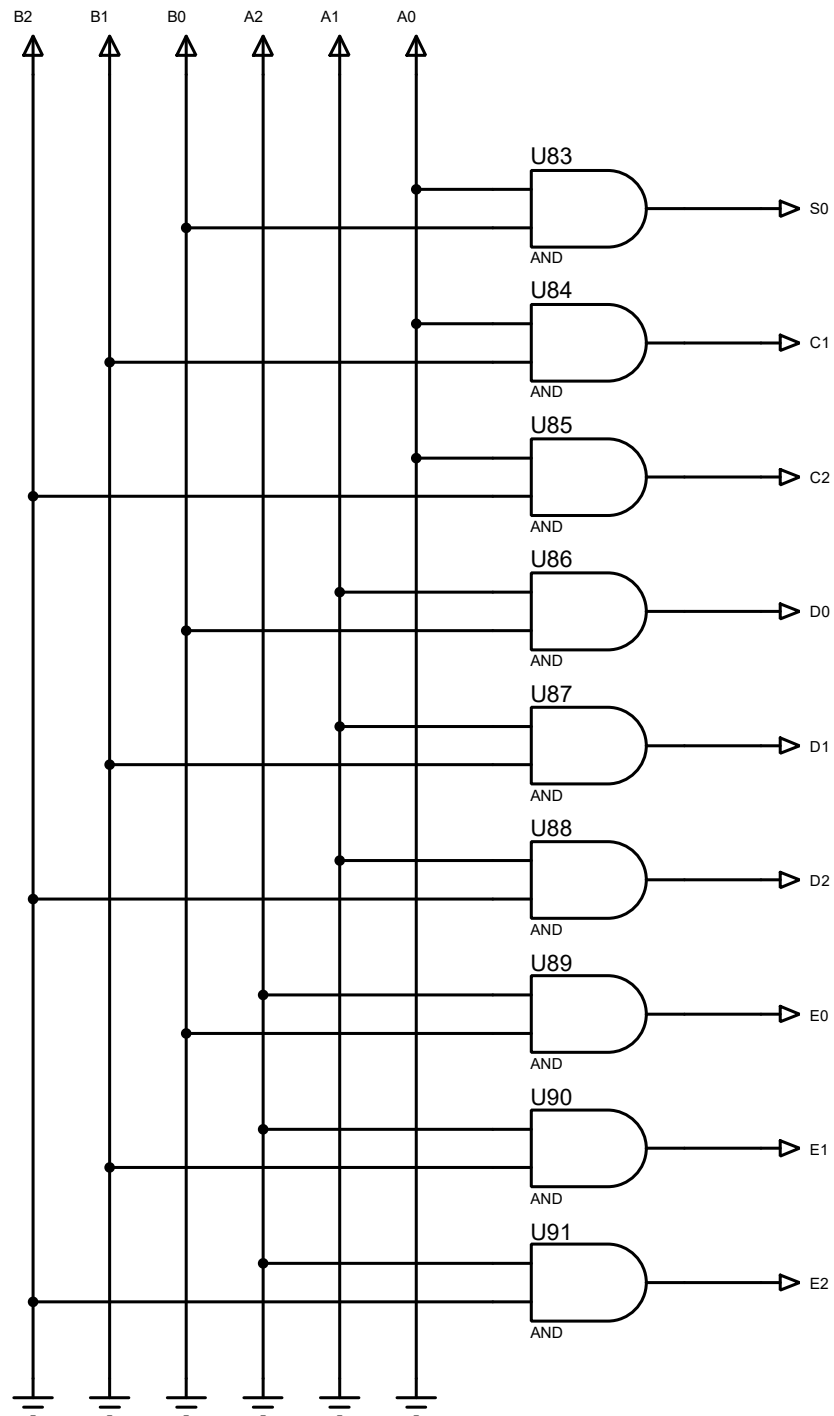 B2 B1 B0 A2 A1 A0
U83
S0
AND
U84
C1
AND
U85
C2
AND
U86
D0
AND
U87
D1
AND
U88
D2
AND
U89
E0
AND
U90
E1
AND
U91
E2
AND